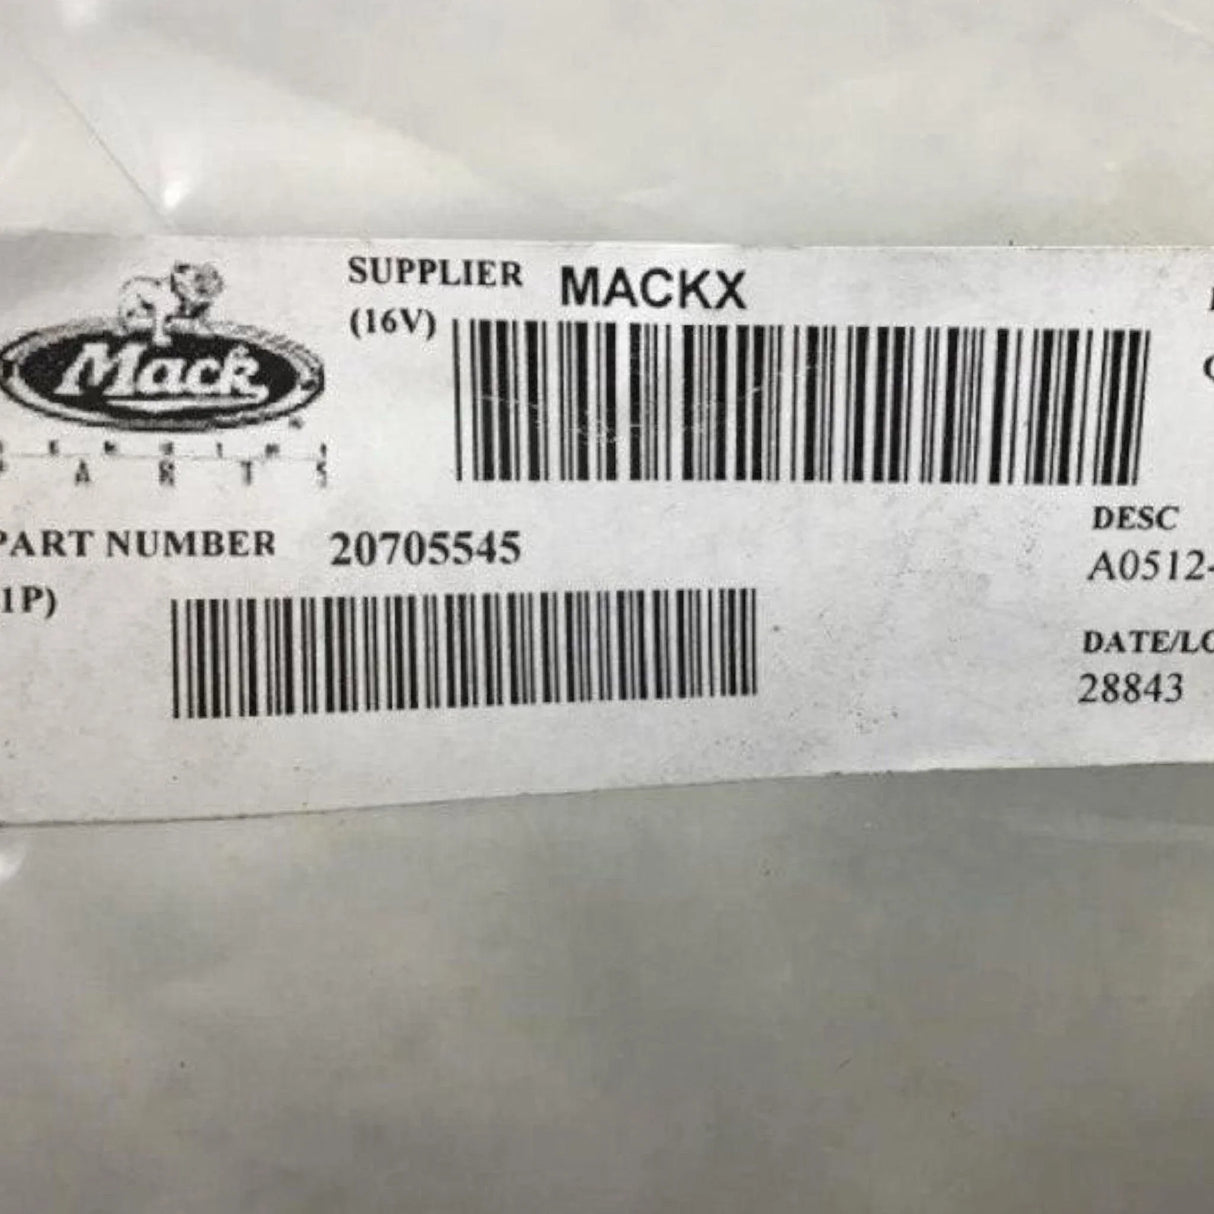 SUPPLIER MACKX
(16V)
Mack
PARTS
PART NUMBER 20705545
1P)
DESC
A0512-
DATE/LO
28843